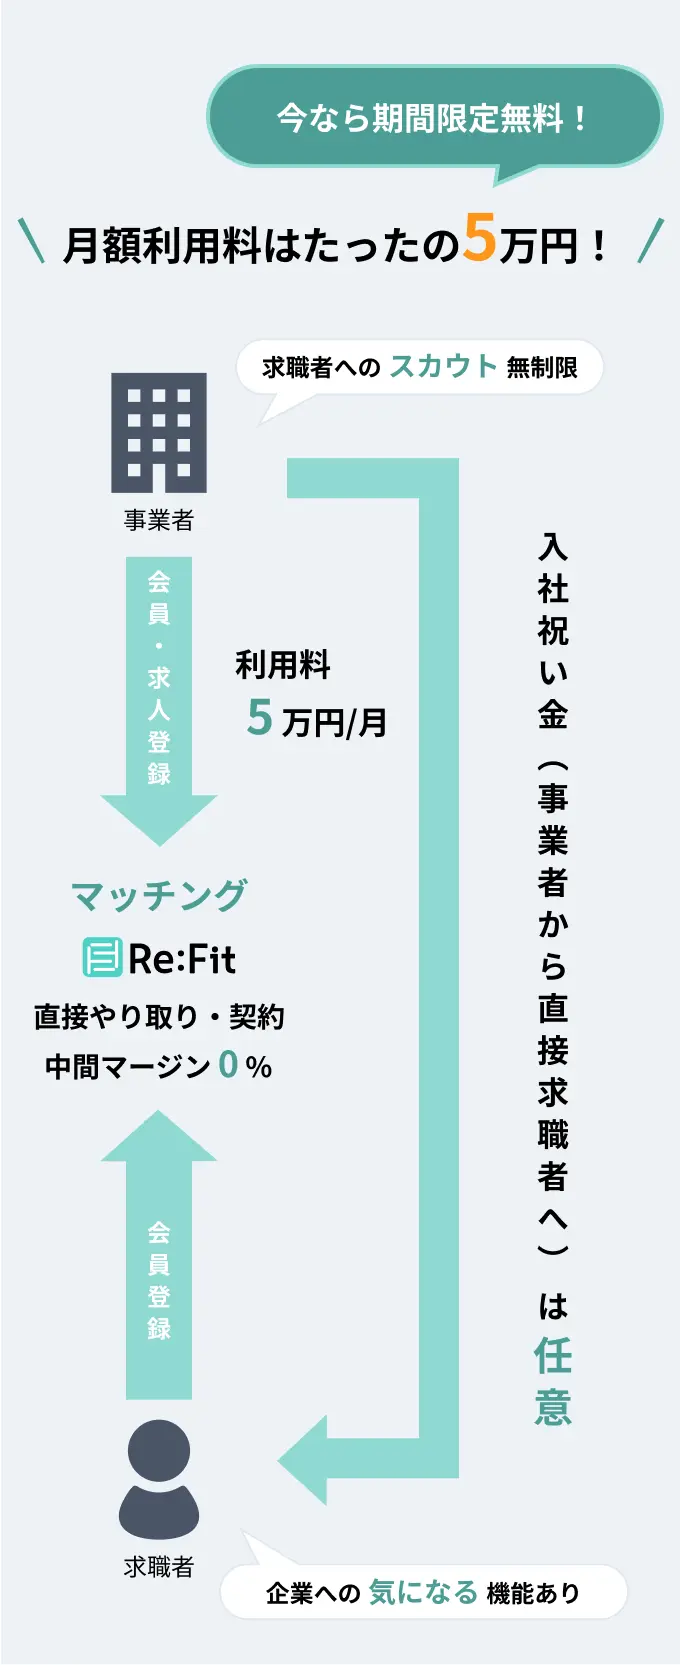 今なら期間限定無料！
月額利用料はたったの5万円！
求職者への スカウト 無制限
事業者
会員・求人登録
利用料
5 万円/月
マッチング
Re:Fit
直接やり取り・契約
中間マージン 0 %
入社祝い金（事業者から直接求職者へ）は任意
会員登録
求職者
企業への 気になる 機能あり